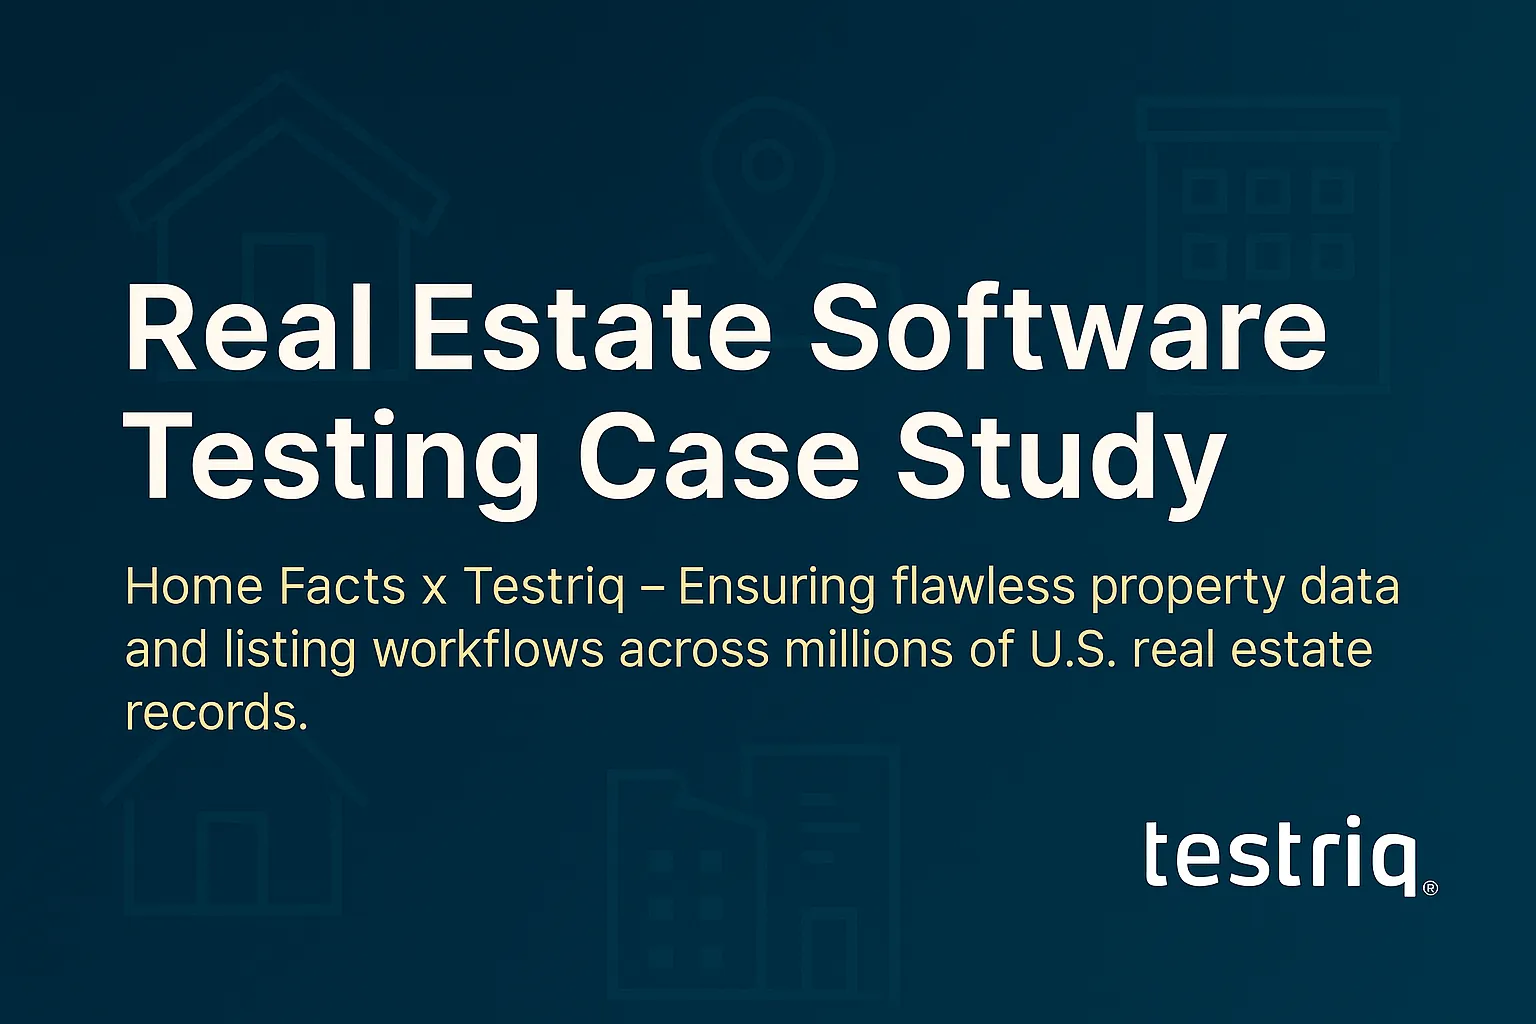 Real Estate Software
Testing Case Study
Home Facts x Testriq – Ensuring flawless property data
and listing workflows across millions of U.S. real estate
records.
testriq®